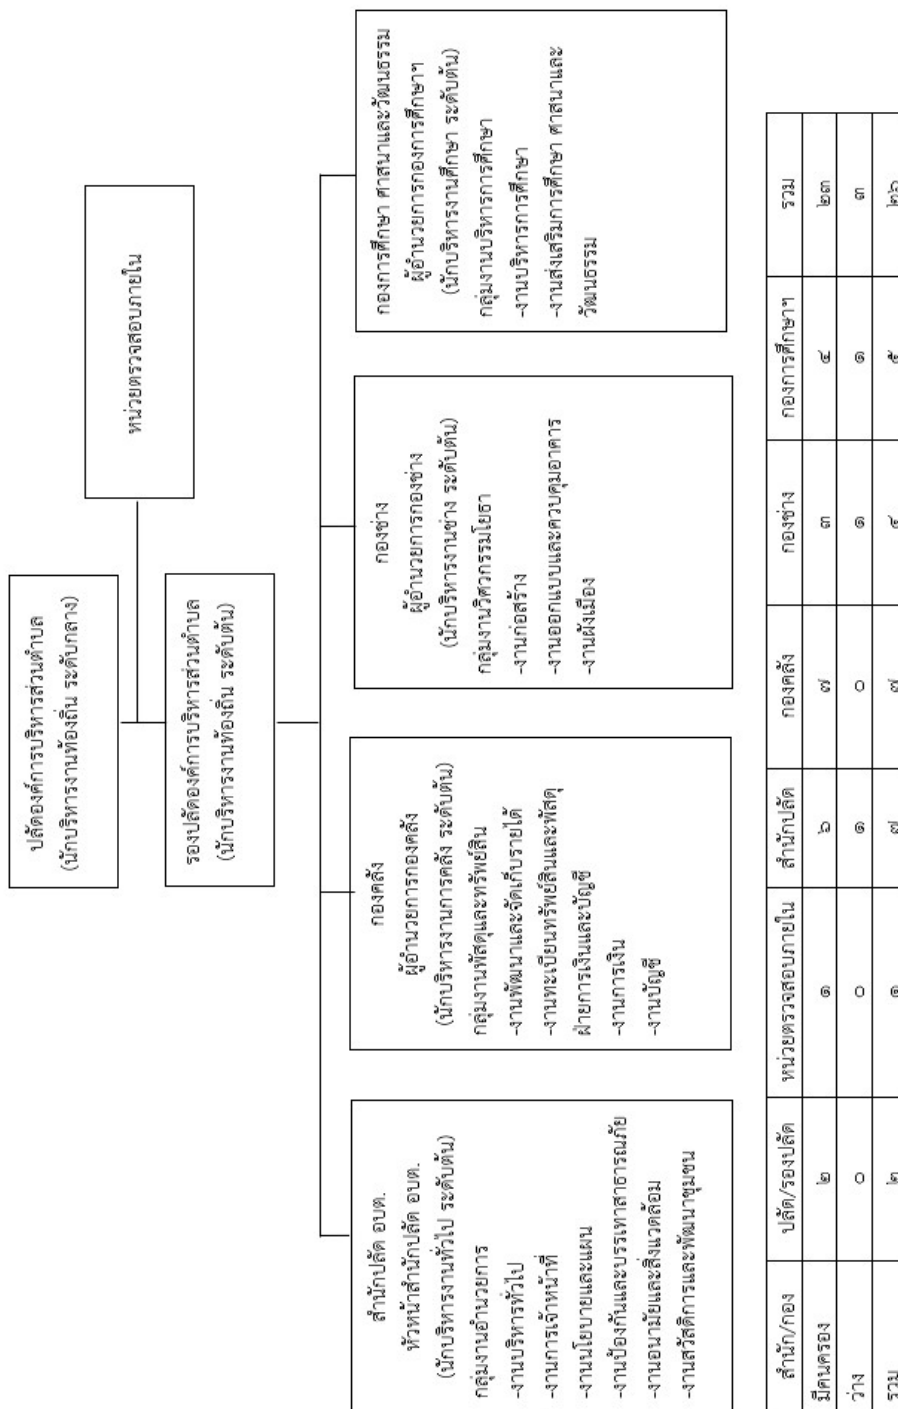 ปลัดองค์การบริหารส่วนตำบล
(นักบริหารงานท้องถิ่น ระดับกลาง)
หน่วยตรวจสอบภายใน
รองปลัดองค์การบริหารส่วนตำบล
(นักบริหารงานท้องถิ่น ระดับต้น)
สำนักปลัด อบต.
หัวหน้าสำนักปลัด อบต.
(นักบริหารงานทั่วไป ระดับต้น)
กลุ่มงานอำนวยการ
-งานบริหารทั่วไป
-งานการเจ้าหน้าที่
-งานนโยบายและแผน
-งานป้องกันและบรรเทาสาธารณภัย
-งานอนามัยและสิ่งแวดล้อม
-งานสวัสดิการและพัฒนาชุมชน
กองคลัง
ผู้อำนวยการกองคลัง
(นักบริหารงานการคลัง ระดับต้น)
กลุ่มงานพัสดุและทรัพย์สิน
-งานพัฒนาและจัดเก็บรายได้
-งานทะเบียนทรัพย์สินและพัสดุ
ฝ่ายการเงินและบัญชี
-งานการเงิน
-งานบัญชี
กองช่าง
ผู้อำนวยการกองช่าง
(นักบริหารงานช่าง ระดับต้น)
กลุ่มงานวิศวกรรมโยธา
-งานก่อสร้าง
-งานออกแบบและควบคุมอาคาร
-งานผังเมือง
กองการศึกษา ศาสนาและวัฒนธรรม
ผู้อำนวยการกองการศึกษาฯ
(นักบริหารงานศึกษา ระดับต้น)
กลุ่มงานบริหารการศึกษา
-งานบริหารการศึกษา
-งานส่งเสริมการศึกษา ศาสนาและ
วัฒนธรรม
สำนัก/กอง ปลัด/รองปลัด หน่วยตรวจสอบภายใน สำนักปลัด กองคลัง กองช่าง กองการศึกษาฯ รวม
มีคนครอง ๒ ๑ ๖ ๗ ๓ ๔ ๒๓
ว่าง ๐ ๐ ๑ ๐ ๑ ๑ ๓
รวม ๒ ๑ ๗ ๗ ๔ ๕ ๒๖